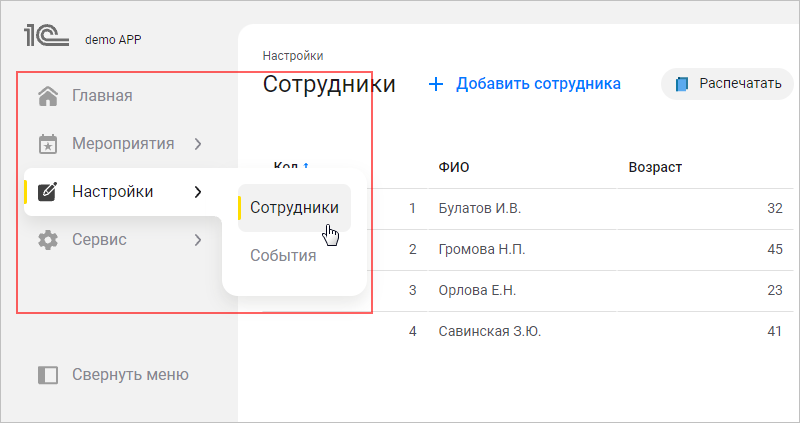 1С demo APP
Главная
Мероприятия
Настройки
Сервис
Сотрудники
События
Свернуть меню
Настройки
Сотрудники
Добавить сотрудника
Распечатать
Код ↑ ФИО Возраст
1 Булатов И.В. 32
2 Громова Н.П. 45
3 Орлова Е.Н. 23
4 Савинская З.Ю. 41